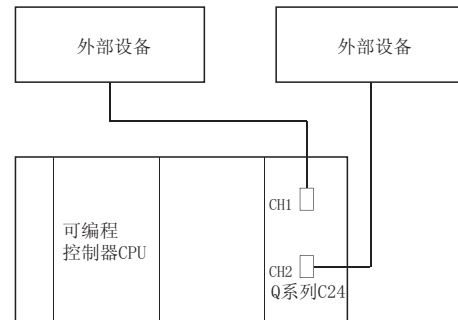 外部设备
外部设备
CH1
可编程
控制器CPU
CH2
Q系列C24